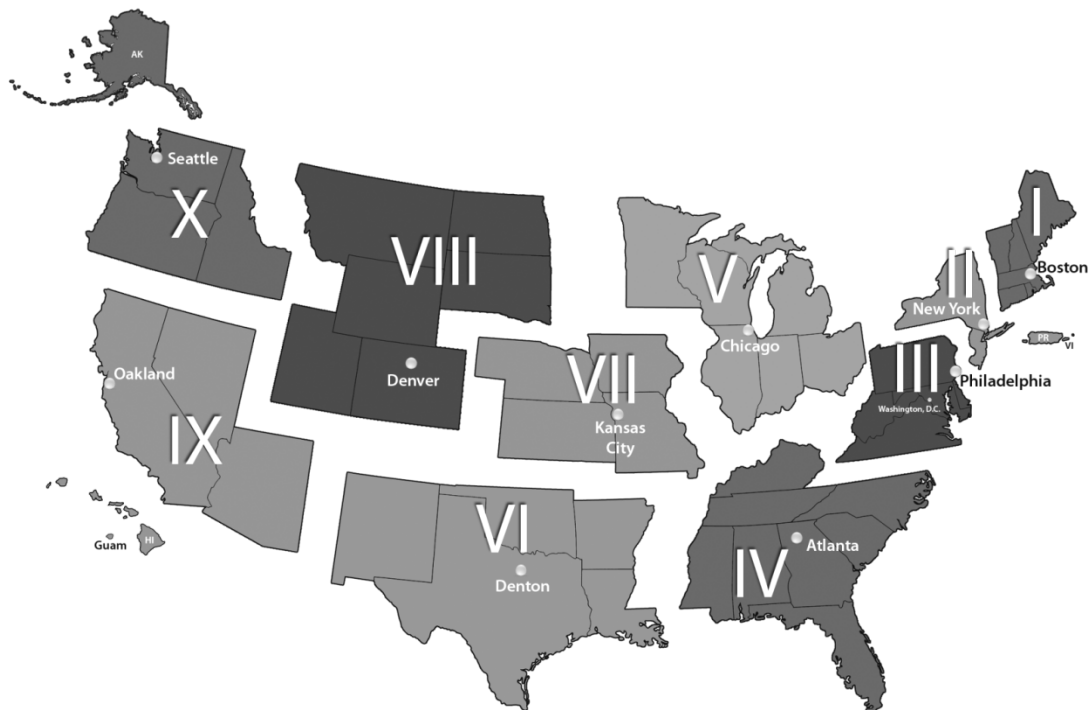 AK
Seattle
X
VIII
V
I
II
Boston
New York
PR
VI
Chicago
III
Philadelphia
Washington, D.C.
Oakland
Denver
VII
Kansas
City
IX
Guam
HI
VI
Denton
IV
Atlanta